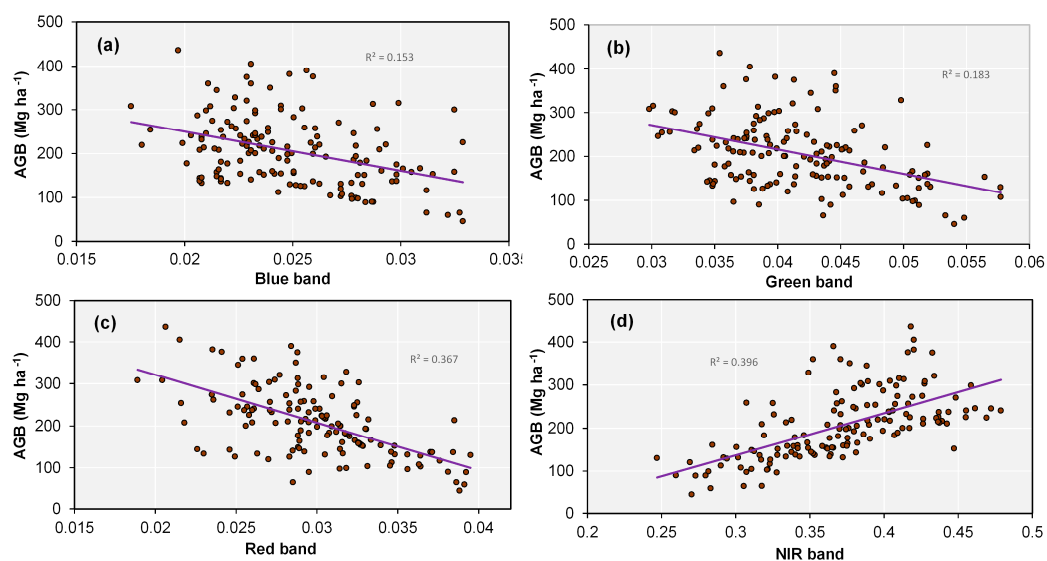 (a)
R² = 0.153
AGB (Mg ha⁻¹)
500
400
300
200
100
0
0.015 0.02 0.025 0.03 0.035
Blue band
(b)
R² = 0.183
AGB (Mg ha⁻¹)
500
400
300
200
100
0
0.025 0.03 0.035 0.04 0.045 0.05 0.055 0.06
Green band
(c)
R² = 0.367
AGB (Mg ha⁻¹)
500
400
300
200
100
0
0.015 0.02 0.025 0.03 0.035 0.04
Red band
(d)
R² = 0.396
AGB (Mg ha⁻¹)
500
400
300
200
100
0
0.2 0.25 0.3 0.35 0.4 0.45 0.5
NIR band